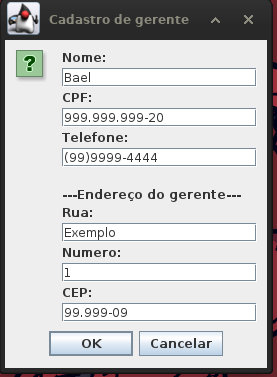 Cadastro de gerente
?
Nome:
Bael
CPF:
999.999.999-20
Telefone:
(99)9999-4444
---Endereço do gerente---
Rua:
Exemplo
Numero:
1
CEP:
99.999-09
OK Cancelar